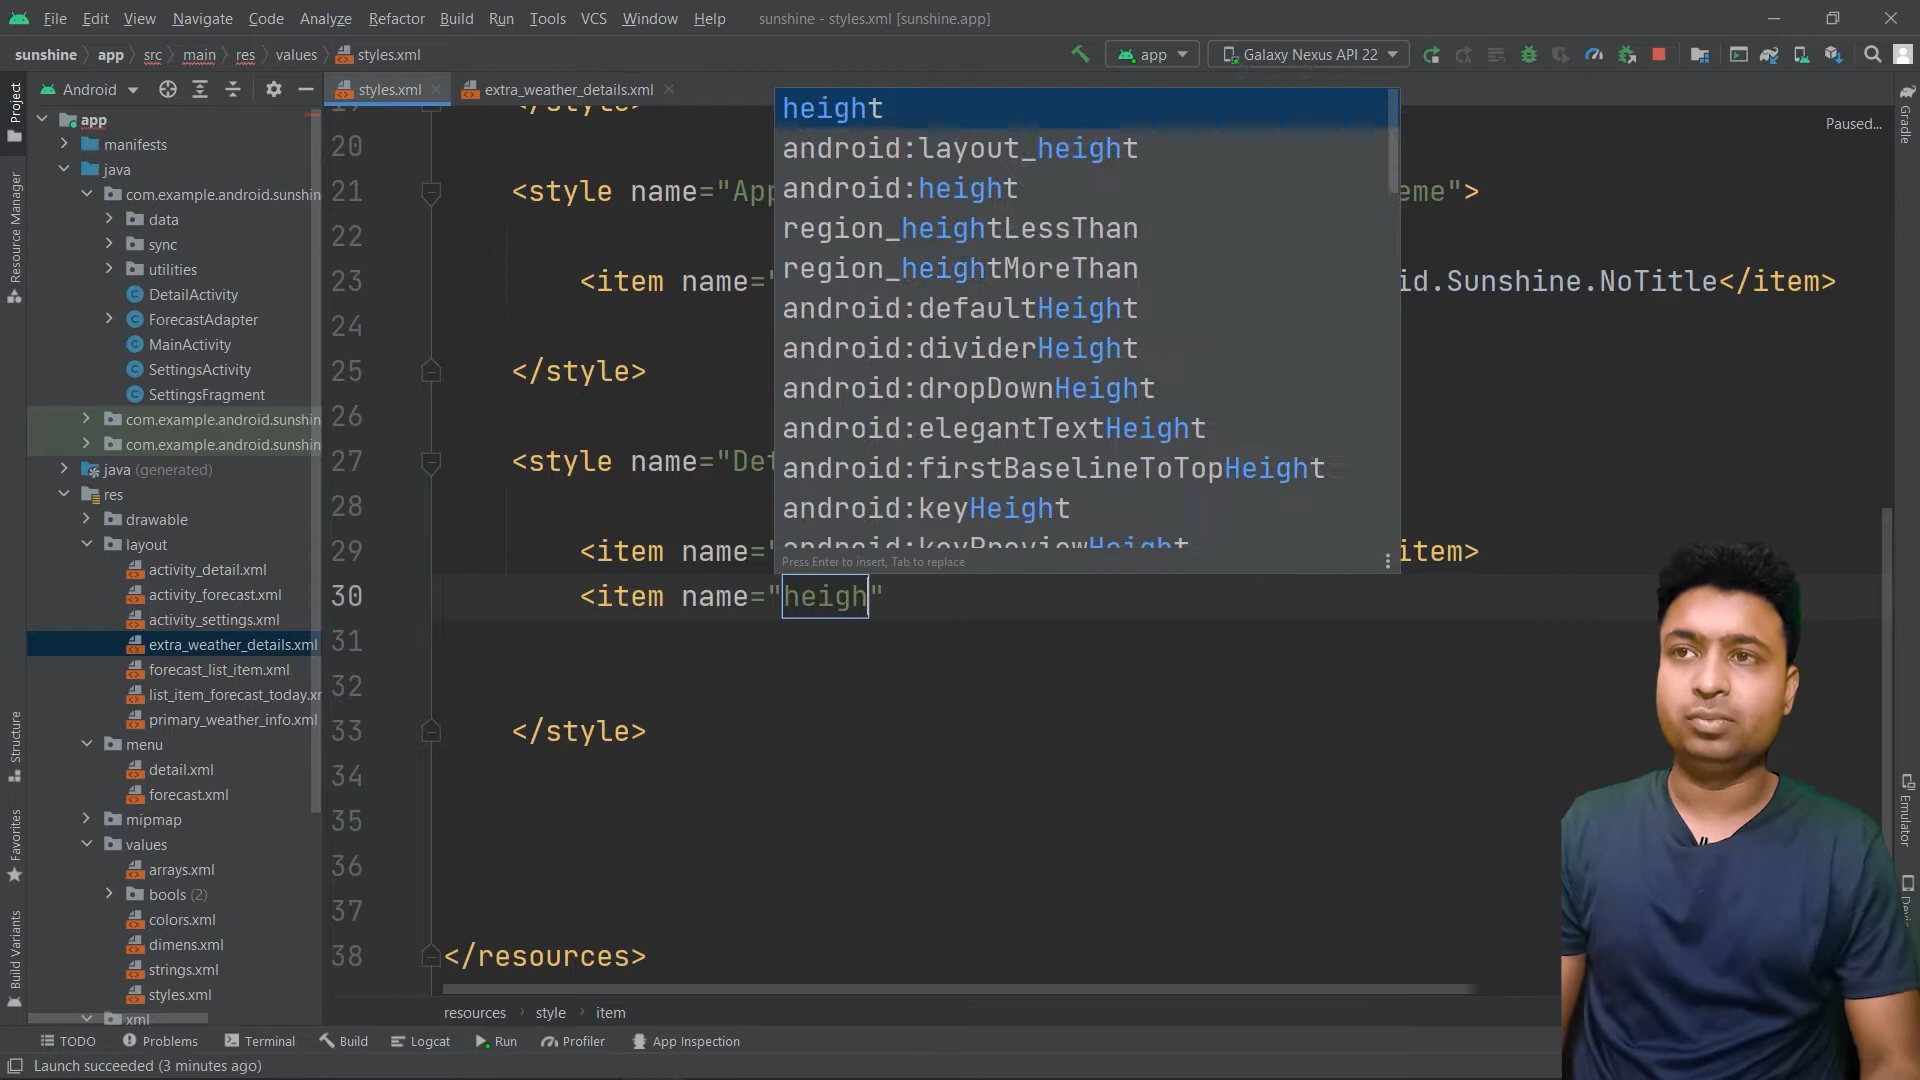 File Edit View Navigate Code Analyze Refactor Build Run Tools VCS Window Help sunshine - styles.xml [sunshine.app]
sunshine app src main res values styles.xml app Galaxy Nexus API 22
Project
Resource Manager
Structure
Favorites
Build Variants
Android
app
manifests
java
com.example.android.sunshin
data
sync
utilities
DetailActivity
ForecastAdapter
MainActivity
SettingsActivity
SettingsFragment
com.example.android.sunshin
com.example.android.sunshin
java (generated)
res
drawable
layout
activity_detail.xml
activity_forecast.xml
activity_settings.xml
extra_weather_details.xml
forecast_list_item.xml
list_item_forecast_today.xr
primary_weather_info.xml
menu
detail.xml
forecast.xml
mipmap
values
arrays.xml
bools (2)
colors.xml
dimens.xml
strings.xml
styles.xml
xml
styles.xml extra_weather_details.xml
Paused...
19 </style>
20
21 <style name="App eme">
22
23 <item name=" id.Sunshine.NoTitle</item>
24
25 </style>
26
27 <style name="Det
28
29 <item name=" item>
30 <item name="heigh"
31
32
33 </style>
34
35
36
37
38 </resources>
height
android:layout_height
android:height
region_heightLessThan
region_heightMoreThan
android:defaultHeight
android:dividerHeight
android:dropDownHeight
android:elegantTextHeight
android:firstBaselineToTopHeight
android:keyHeight
android:keyPreviewHeight
Press Enter to insert, Tab to replace
resources style item
Gradle
Emulator
TODO Problems Terminal Build Logcat Run Profiler App Inspection
Launch succeeded (3 minutes ago)